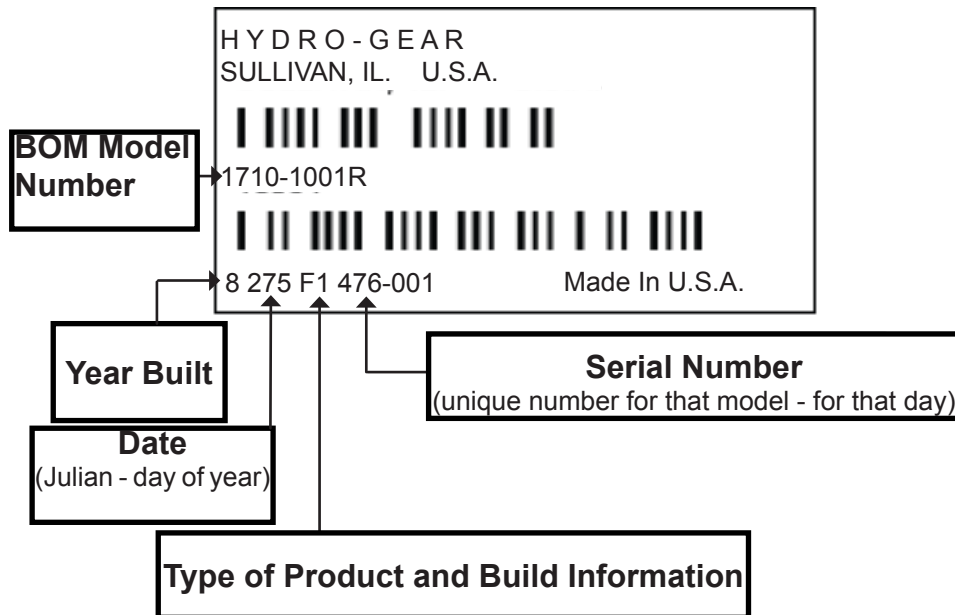 HYDRO-GEAR
SULLIVAN, IL. U.S.A.
BOM Model
Number
1710-1001R
8 275 F1 476-001 Made In U.S.A.
Year Built
Serial Number
(unique number for that model - for that day)
Date
(Julian - day of year)
Type of Product and Build Information